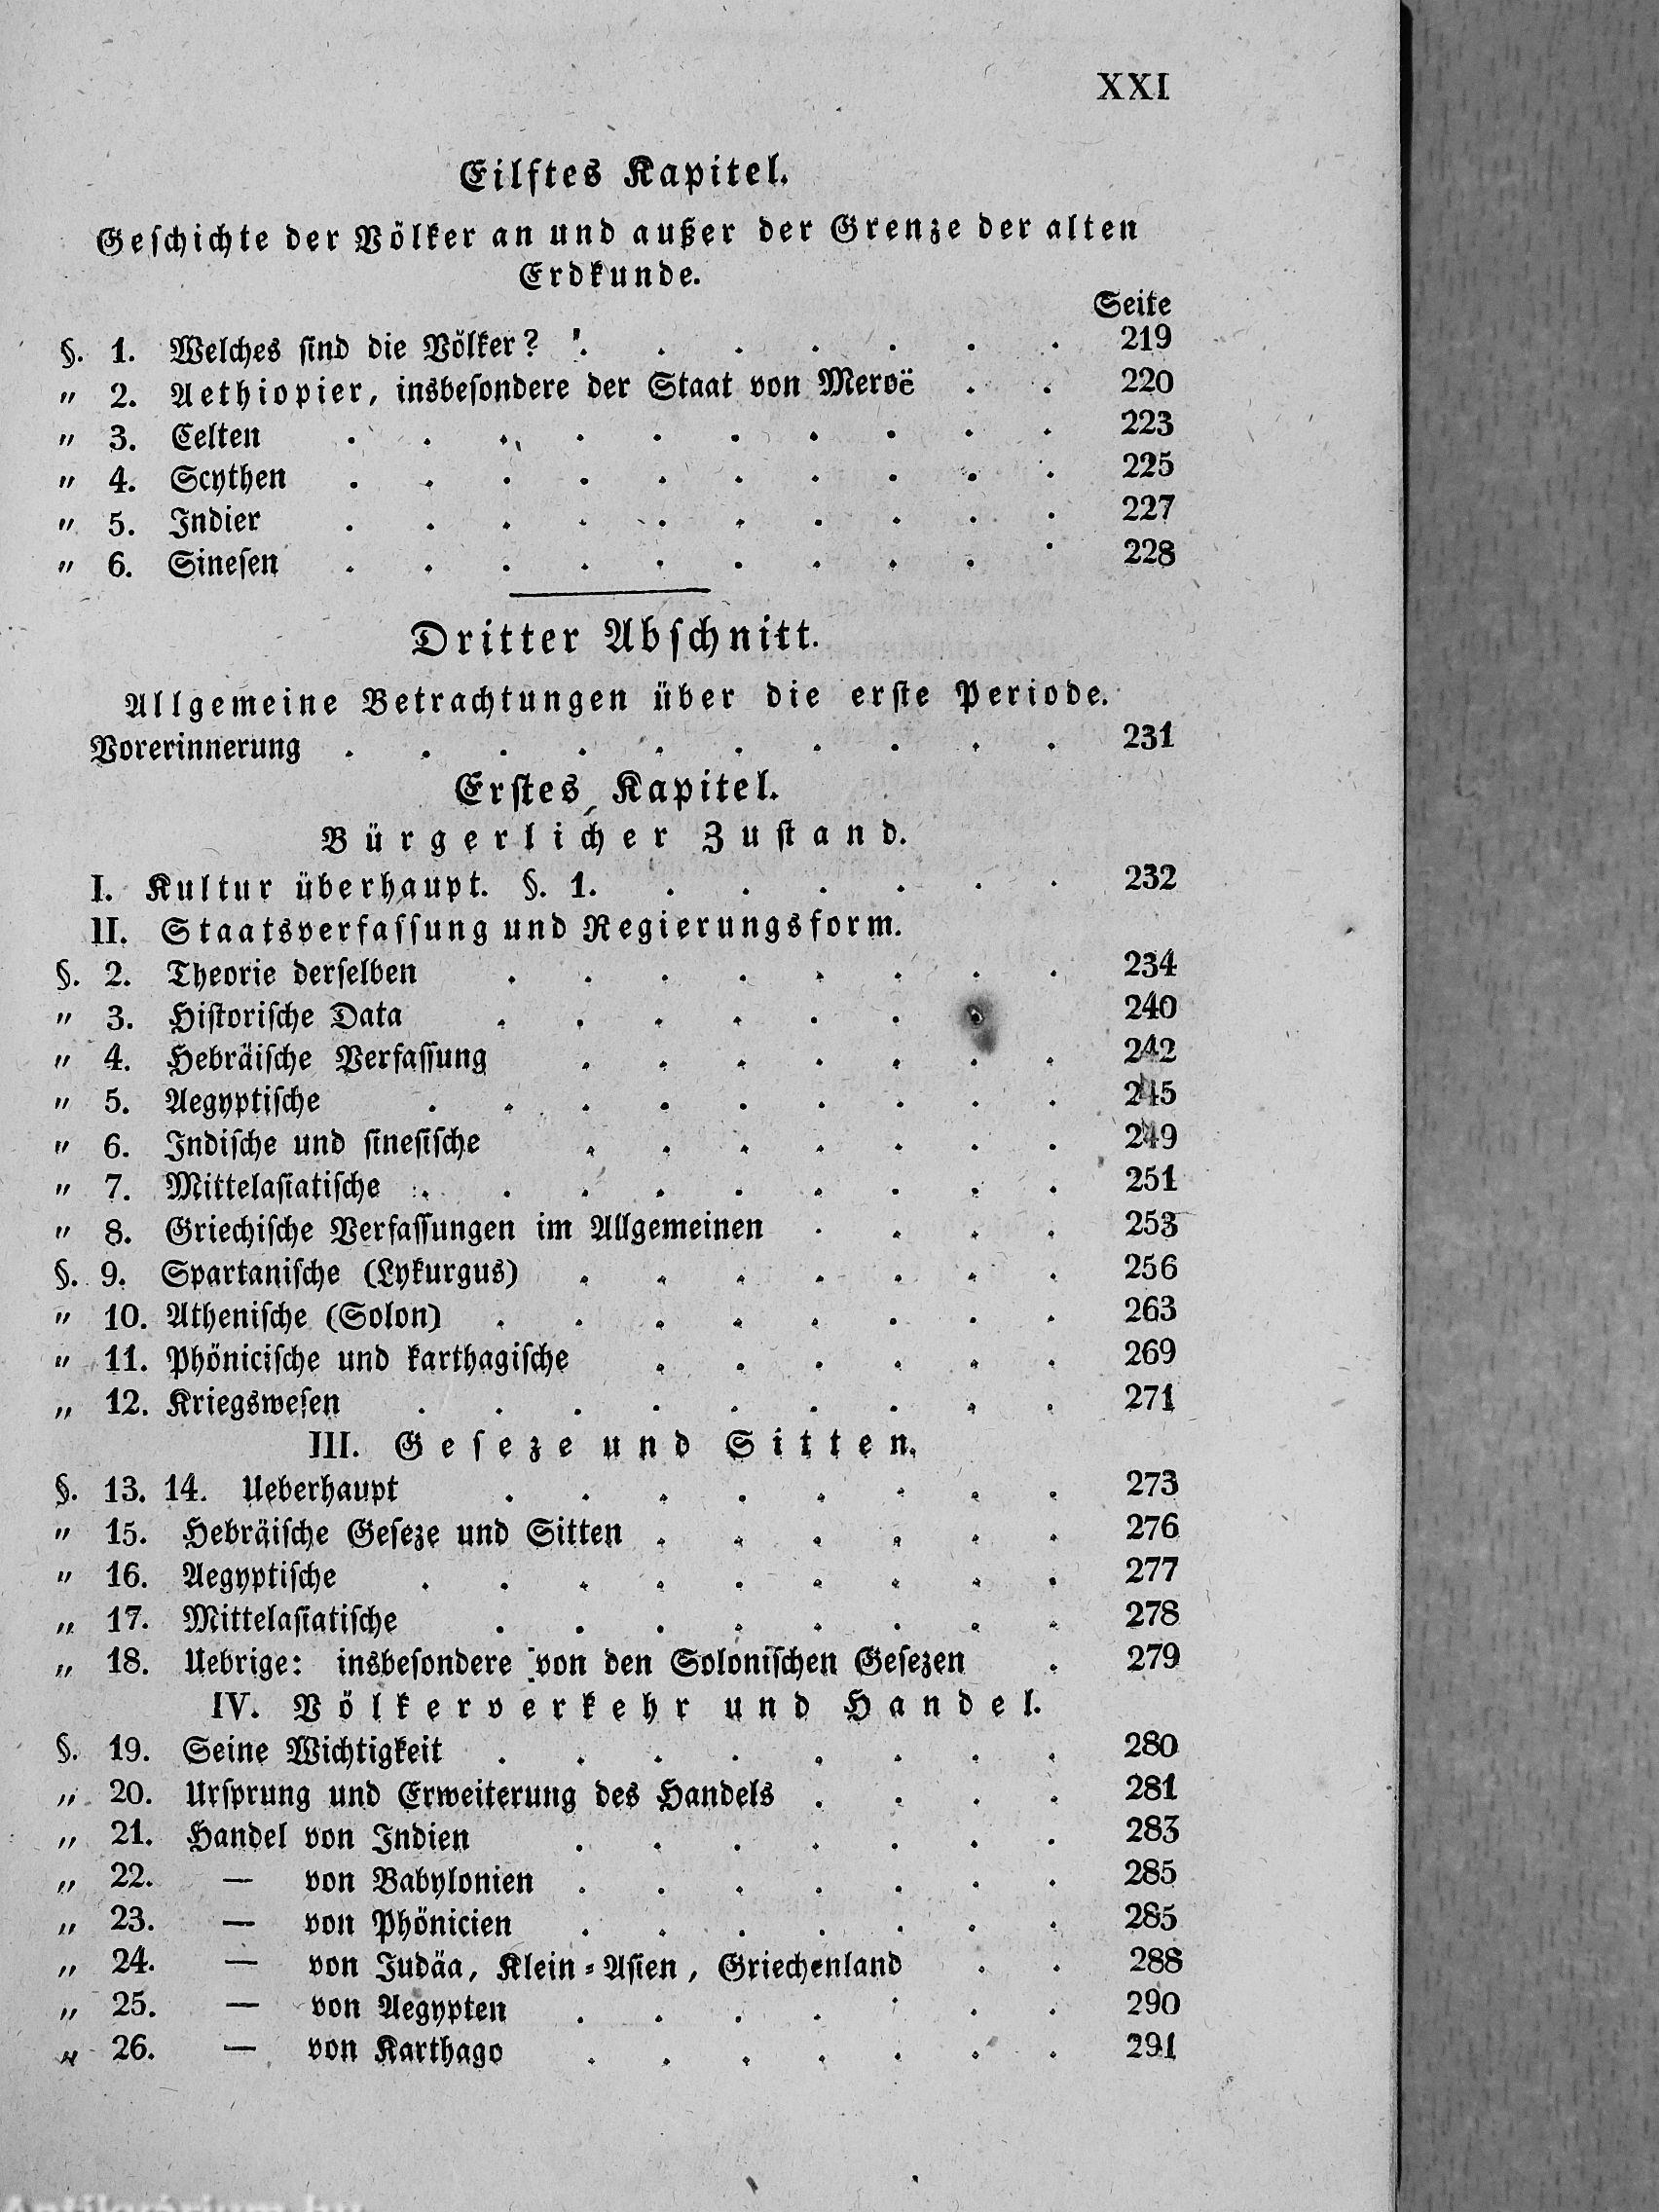 XXI
Eilftes Kapitel.
Geschichte der Völker an und außer der Grenze der alten
Erdkunde.
Seite
§. 1. Welches sind die Völker? . . . . . . . 219
„ 2. Aethiopier, insbesondere der Staat von Meroë . . 220
„ 3. Celten . . . . . . . . . . 223
„ 4. Scythen . . . . . . . . . . 225
„ 5. Indier . . . . . . . . . . 227
„ 6. Sinesen . . . . . . . . . . 228
Dritter Abschnitt.
Allgemeine Betrachtungen über die erste Periode.
Vorerinnerung . . . . . . . . . . 231
Erstes Kapitel.
Bürgerlicher Zustand.
I. Kultur überhaupt. §. 1. . . . . . . 232
II. Staatsverfassung und Regierungsform.
§. 2. Theorie derselben . . . . . . . . 234
„ 3. Historische Data . . . . . . . 240
„ 4. Hebräische Verfassung . . . . . . . 242
„ 5. Aegyptische . . . . . . . . . 245
„ 6. Indische und sinesische . . . . . . . 249
„ 7. Mittelasiatische . . . . . . . . . 251
„ 8. Griechische Verfassungen im Allgemeinen . . . . 253
§. 9. Spartanische (Lykurgus) . . . . . . . 256
„ 10. Athenische (Solon) . . . . . . . . 263
„ 11. Phönicische und karthagische . . . . . . 269
„ 12. Kriegswesen . . . . . . . . . 271
III. Geseze und Sitten.
§. 13. 14. Ueberhaupt . . . . . . . . 273
„ 15. Hebräische Geseze und Sitten . . . . . . 276
„ 16. Aegyptische . . . . . . . . . 277
„ 17. Mittelasiatische . . . . . . . . 278
„ 18. Uebrige: insbesondere von den Solonischen Gesezen . 279
IV. Völkerverkehr und Handel.
§. 19. Seine Wichtigkeit . . . . . . . . 280
„ 20. Ursprung und Erweiterung des Handels . . . . 281
„ 21. Handel von Indien . . . . . . . 283
„ 22. — von Babylonien . . . . . . . 285
„ 23. — von Phönicien . . . . . . . 285
„ 24. — von Judäa, Klein-Asien, Griechenland . . 288
„ 25. — von Aegypten . . . . . . . 290
„ 26. — von Karthago . . . . . . . 291